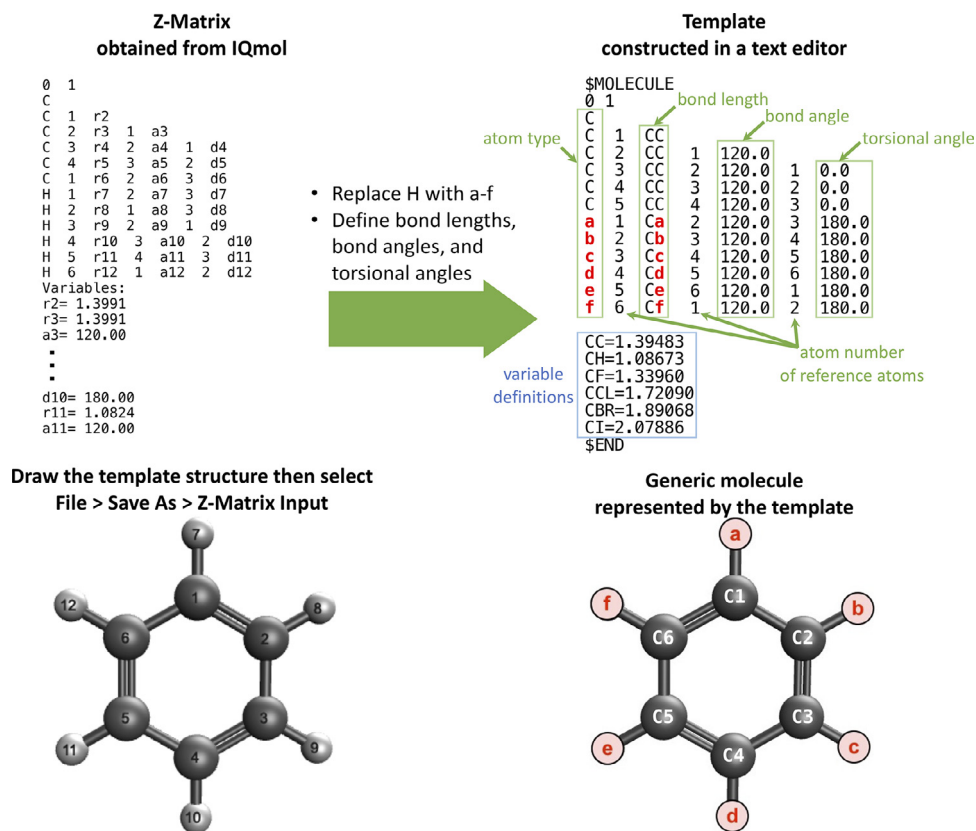 Z-Matrix
obtained from IQmol
0 1
C
C 1 r2
C 2 r3 1 a3
C 3 r4 2 a4 1 d4
C 4 r5 3 a5 2 d5
C 1 r6 2 a6 3 d6
H 1 r7 2 a7 3 d7
H 2 r8 1 a8 3 d8
H 3 r9 2 a9 1 d9
H 4 r10 3 a10 2 d10
H 5 r11 4 a11 3 d11
H 6 r12 1 a12 2 d12
Variables:
r2= 1.3991
r3= 1.3991
a3= 120.00
d10= 180.00
r11= 1.0824
a11= 120.00
• Replace H with a-f
• Define bond lengths,
bond angles, and
torsional angles
Template
constructed in a text editor
$MOLECULE
0 1
C
C 1 CC
C 2 CC 1 120.0
C 3 CC 2 120.0 1 0.0
C 4 CC 3 120.0 2 0.0
C 5 CC 4 120.0 3 0.0
a 1 Ca 2 120.0 3 180.0
b 2 Cb 3 120.0 4 180.0
c 3 Cc 4 120.0 5 180.0
d 4 Cd 5 120.0 6 180.0
e 5 Ce 6 120.0 1 180.0
f 6 Cf 1 120.0 2 180.0
atom type
bond length
bond angle
torsional angle
atom number
of reference atoms
variable
definitions
CC=1.39483
CH=1.08673
CF=1.33960
CCL=1.72090
CBR=1.89068
CI=2.07886
$END
Draw the template structure then select
File > Save As > Z-Matrix Input
7
1
12
8
6
2
5
3
11
9
4
10
Generic molecule
represented by the template
a
C1
f
b
C6
C2
C5
C3
e
c
C4
d